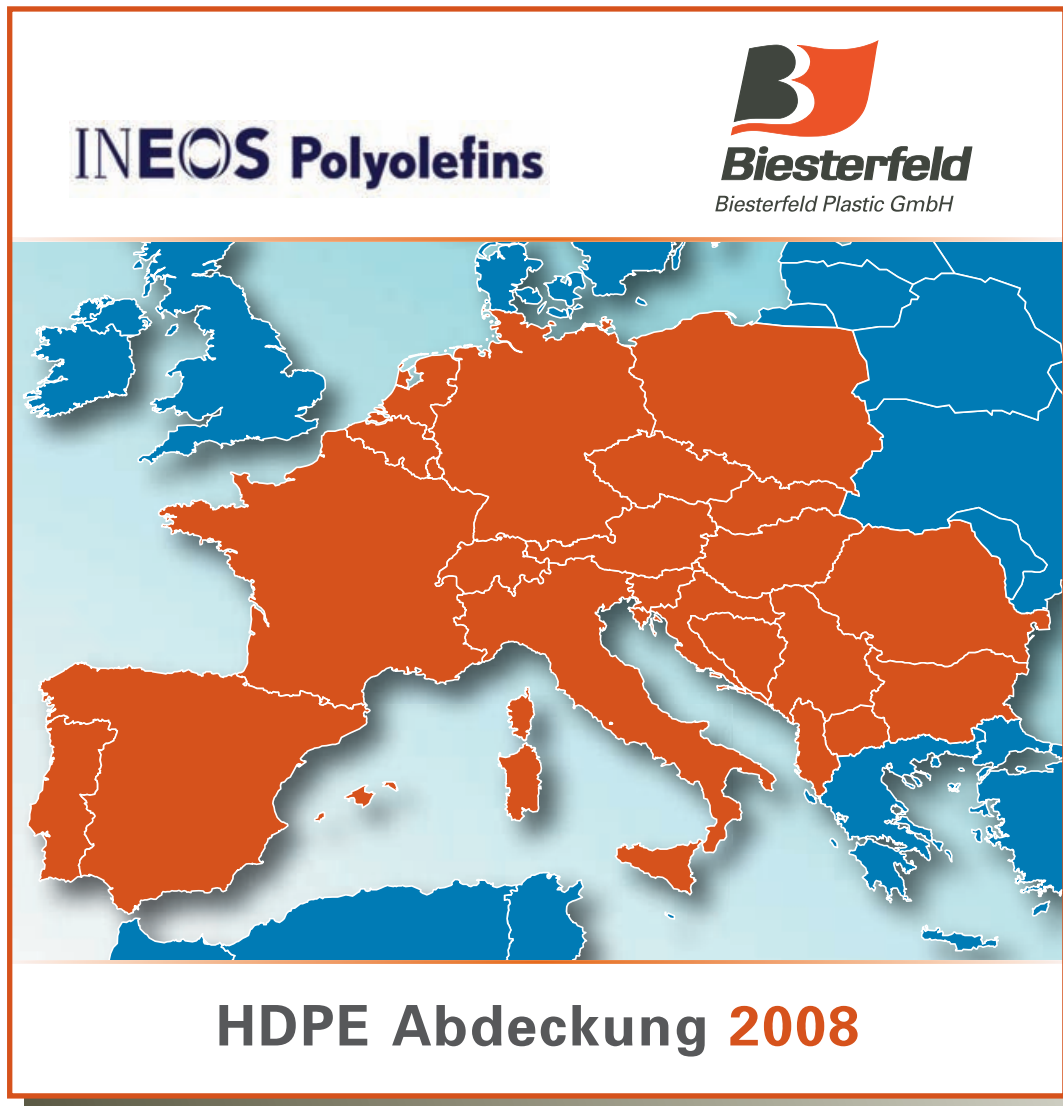 INEOS Polyolefins
Biesterfeld
Biesterfeld Plastic GmbH
HDPE Abdeckung 2008